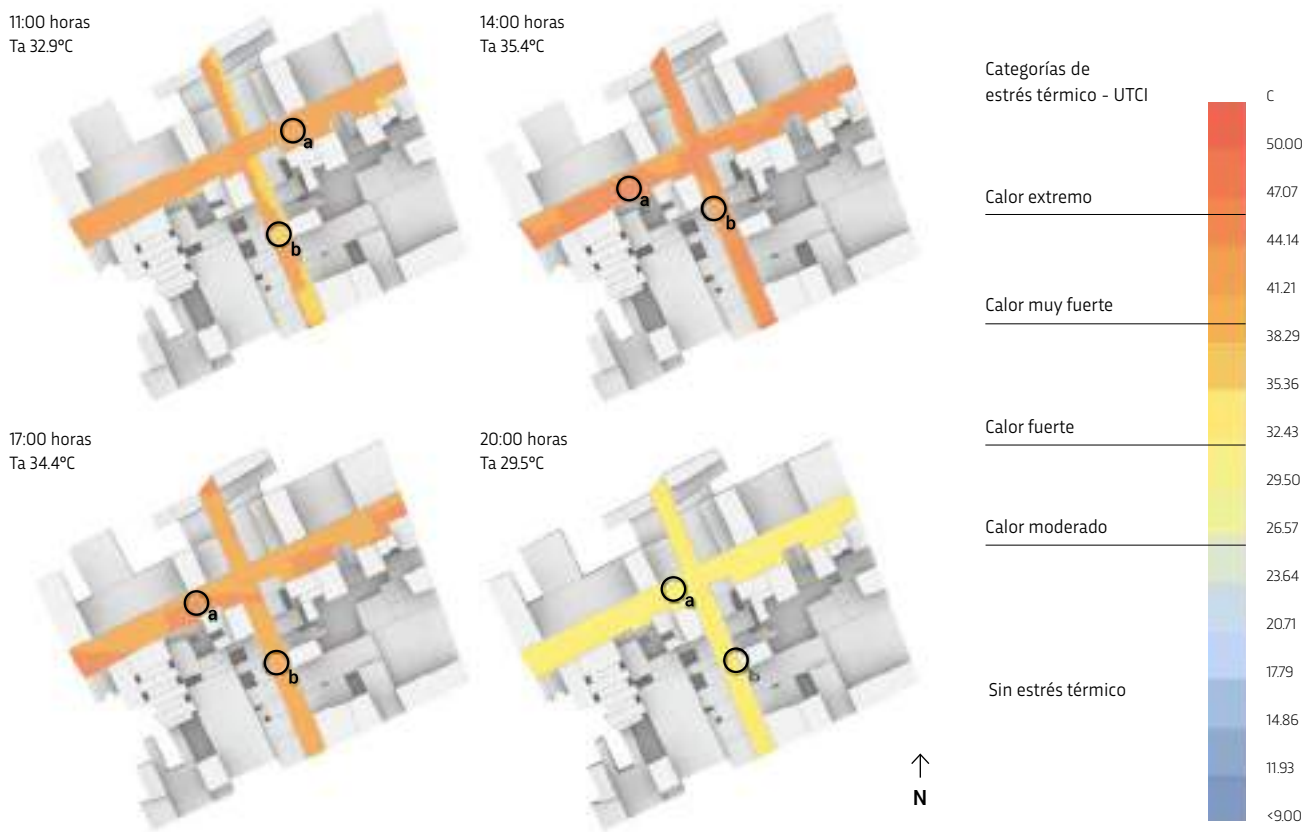 11:00 horas
Ta 32.9°C
a
b
14:00 horas
Ta 35.4°C
a
b
17:00 horas
Ta 34.4°C
a
b
20:00 horas
Ta 29.5°C
a
b
N
Categorías de
estrés térmico - UTCI
Calor extremo
Calor muy fuerte
Calor fuerte
Calor moderado
Sin estrés térmico
C
50.00
47.07
44.14
41.21
38.29
35.36
32.43
29.50
26.57
23.64
20.71
17.79
14.86
11.93
<9.00